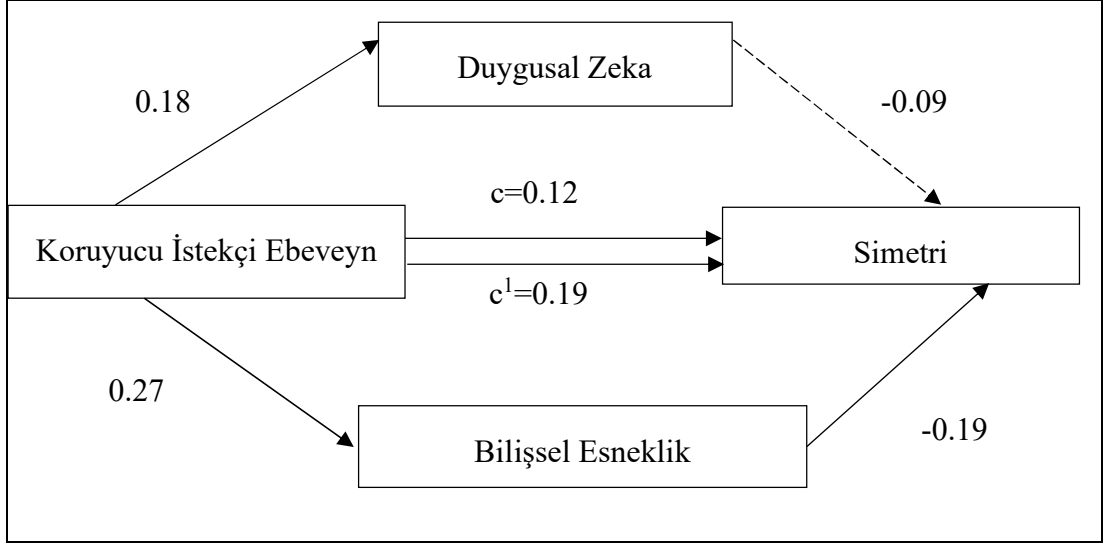 Duygusal Zeka
0.18
-0.09
c=0.12
Koruyucu İstekçi Ebeveyn
Simetri
c¹=0.19
0.27
-0.19
Bilişsel Esneklik